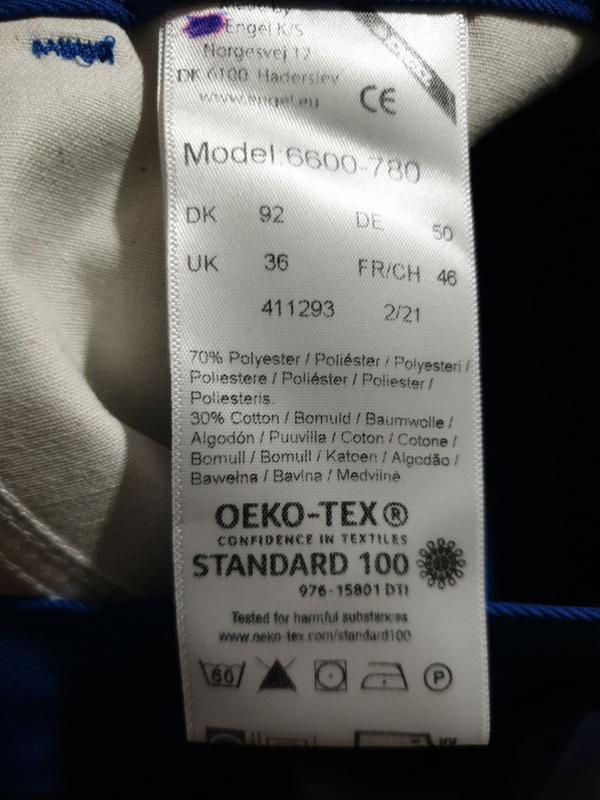 Made by
Engel K/S
Norgesvej 12
DK 6100 Haderslev
www.engel.eu
CE
Model:6600-780
DK 92 DE 50
UK 36 FR/CH 46
411293 2/21
70% Polyester / Poliéster / Polyesteri /
Poliestere / Poliéster / Poliester /
Poliesteris.
30% Cotton / Bomuld / Baumwolle /
Algodón / Puuvilla / Coton / Cotone /
Bomull / Bomull / Katoen / Algodão /
Bawełna / Bavlna / Medvilnė
OEKO-TEX®
CONFIDENCE IN TEXTILES
STANDARD 100
976-15801 DTI
Tested for harmful substances
www.oeko-tex.com/standard100
60 P